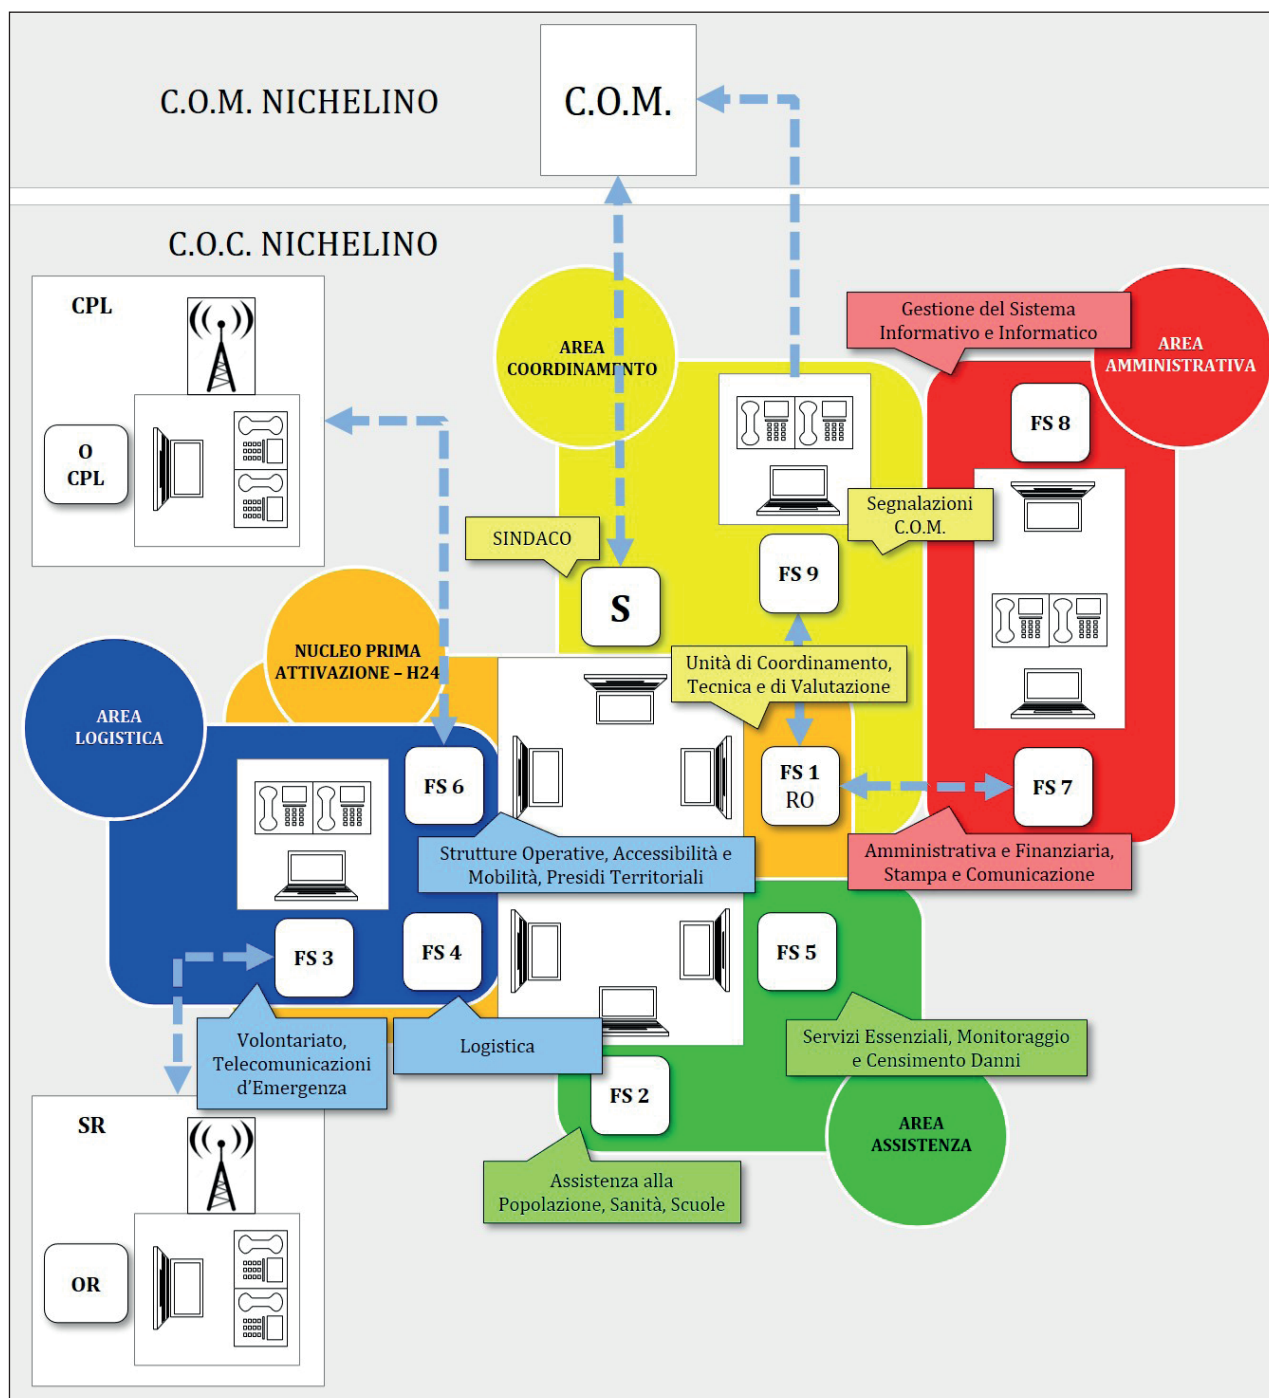 C.O.M. NICHELINO
C.O.M.
C.O.C. NICHELINO
CPL
O
CPL
AREA
COORDINAMENTO
Gestione del Sistema
Informativo e Informatico
AREA
AMMINISTRATIVA
FS 8
Segnalazioni
C.O.M.
SINDACO
S
FS 9
NUCLEO PRIMA
ATTIVAZIONE – H24
Unità di Coordinamento,
Tecnica e di Valutazione
AREA
LOGISTICA
FS 6
FS 1
RO
FS 7
Strutture Operative, Accessibilità e
Mobilità, Presidi Territoriali
Amministrativa e Finanziaria,
Stampa e Comunicazione
FS 3
FS 4
FS 5
Volontariato,
Telecomunicazioni
d'Emergenza
Logistica
Servizi Essenziali, Monitoraggio
e Censimento Danni
FS 2
SR
AREA
ASSISTENZA
Assistenza alla
Popolazione, Sanità, Scuole
OR